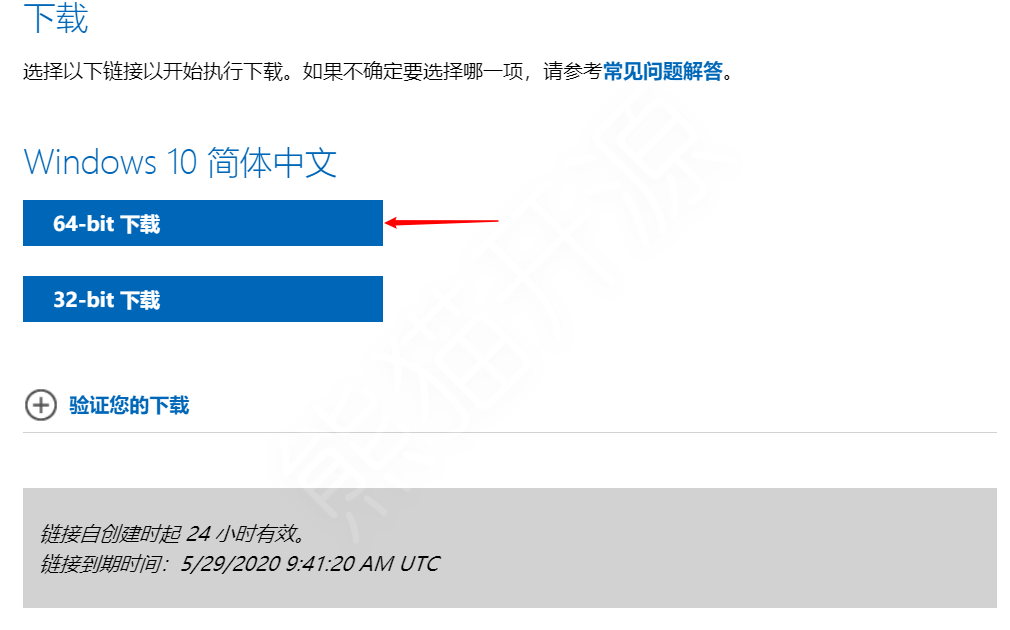 下载
选择以下链接以开始执行下载。如果不确定要选择哪一项，请参考常见问题解答。
Windows 10 简体中文
64-bit 下载
32-bit 下载
验证您的下载
链接自创建时起 24 小时有效。
链接到期时间：5/29/2020 9:41:20 AM UTC
熊猫开源